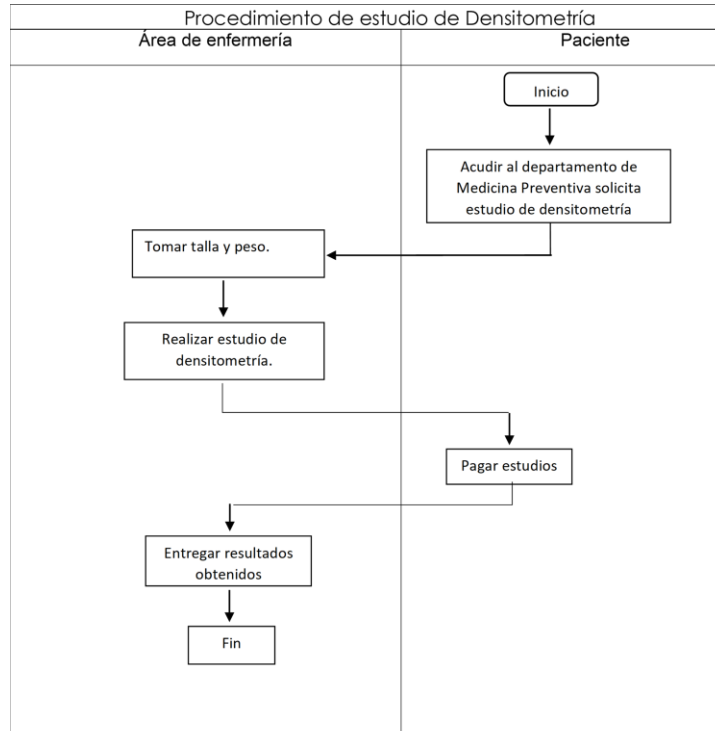 Procedimiento de estudio de Densitometría
Área de enfermería
Paciente
Inicio
Acudir al departamento de
Medicina Preventiva solicita
estudio de densitometría
Tomar talla y peso.
Realizar estudio de
densitometría.
Pagar estudios
Entregar resultados
obtenidos
Fin